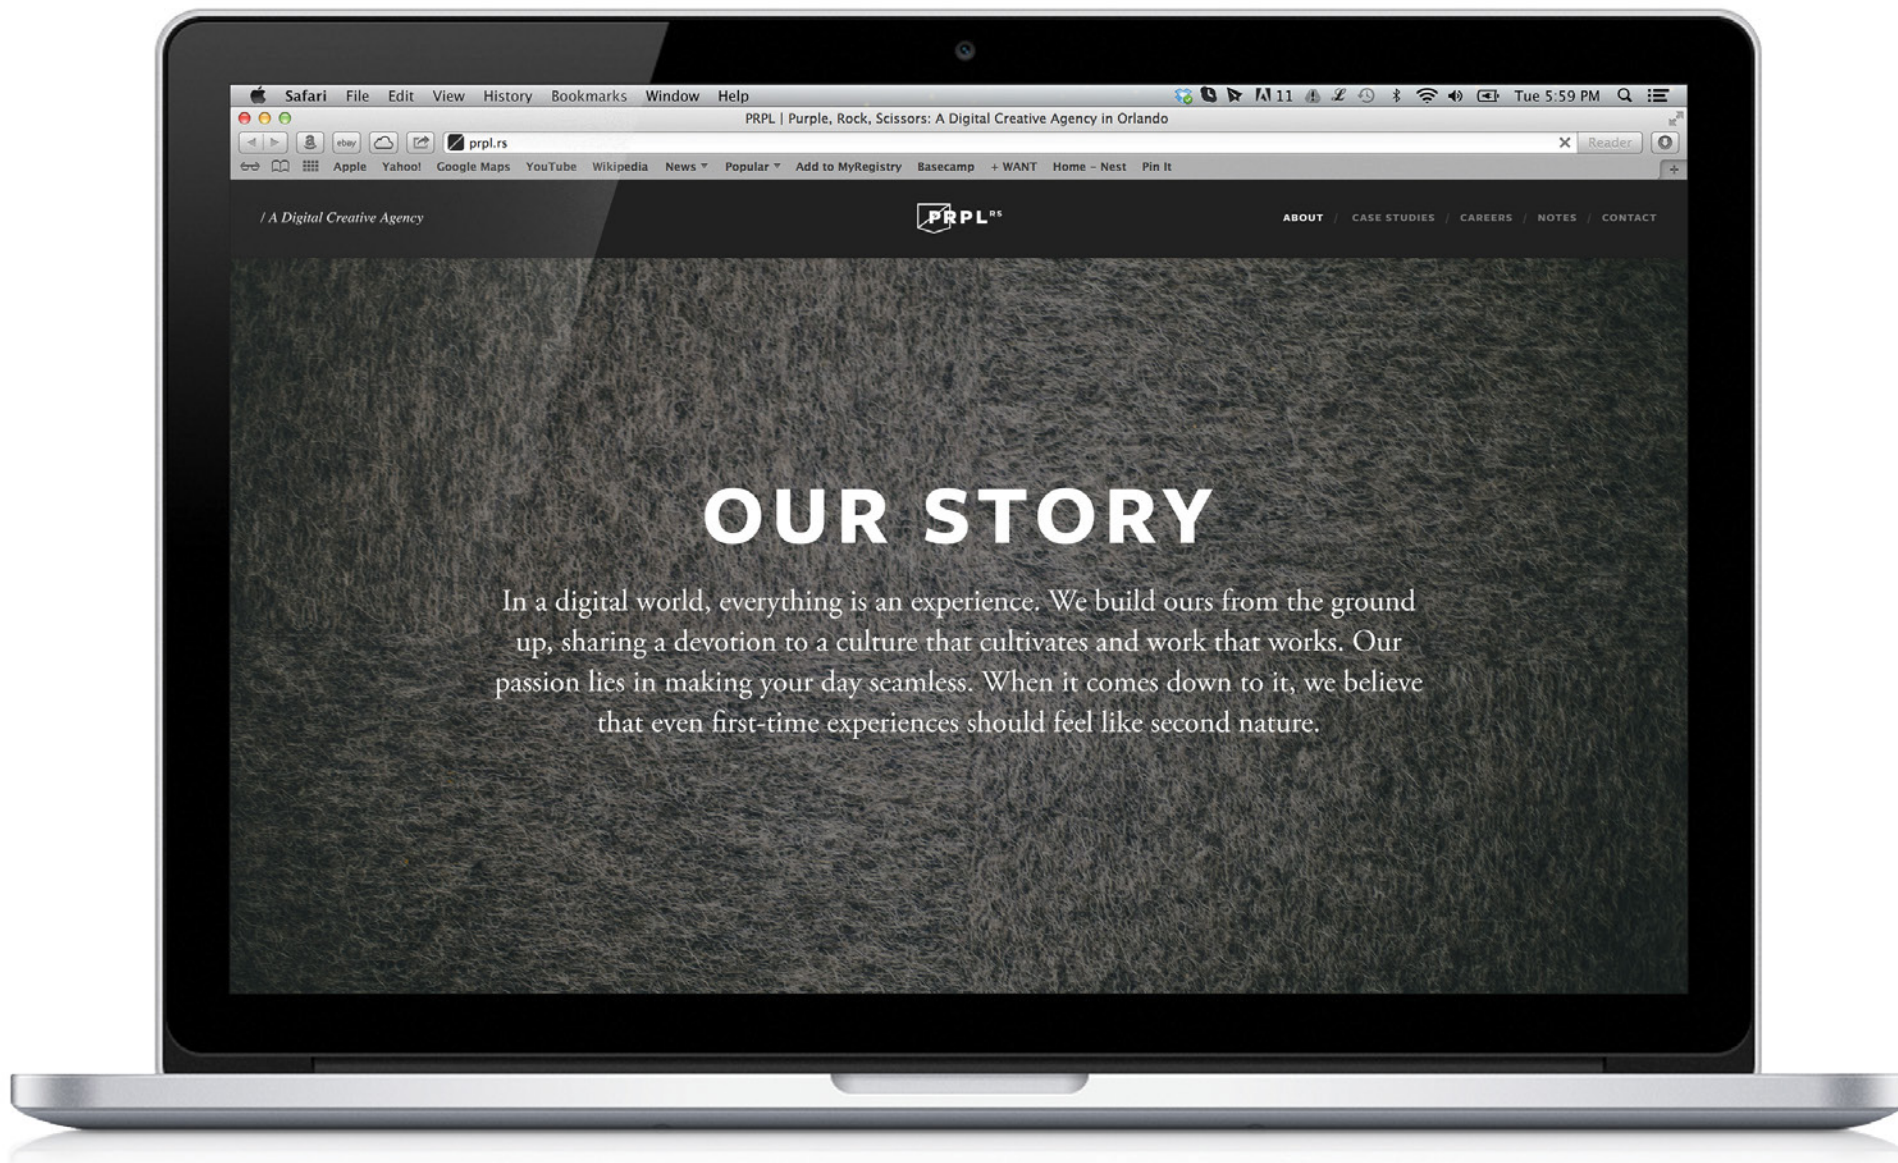 Safari File Edit View History Bookmarks Window Help 11 Tue 5:59 PM
PRPL | Purple, Rock, Scissors: A Digital Creative Agency in Orlando
ebay prpl.rs Reader
Apple Yahoo! Google Maps YouTube Wikipedia News Popular Add to MyRegistry Basecamp + WANT Home – Nest Pin It
/ A Digital Creative Agency PRPL RS ABOUT / CASE STUDIES / CAREERS / NOTES / CONTACT
OUR STORY
In a digital world, everything is an experience. We build ours from the ground
up, sharing a devotion to a culture that cultivates and work that works. Our
passion lies in making your day seamless. When it comes down to it, we believe
that even first-time experiences should feel like second nature.